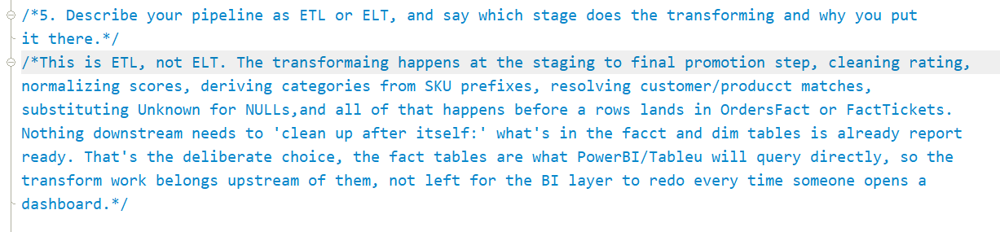 /*5. Describe your pipeline as ETL or ELT, and say which stage does the transforming and why you put
it there.*/
/*This is ETL, not ELT. The transformaing happens at the staging to final promotion step, cleaning rating,
normalizing scores, deriving categories from SKU prefixes, resolving customer/producct matches,
substituting Unknown for NULLs,and all of that happens before a rows lands in OrdersFact or FactTickets.
Nothing downstream needs to 'clean up after itself:' what's in the facct and dim tables is already report
ready. That's the deliberate choice, the fact tables are what PowerBI/Tableu will query directly, so the
transform work belongs upstream of them, not left for the BI layer to redo every time someone opens a
dashboard.*/